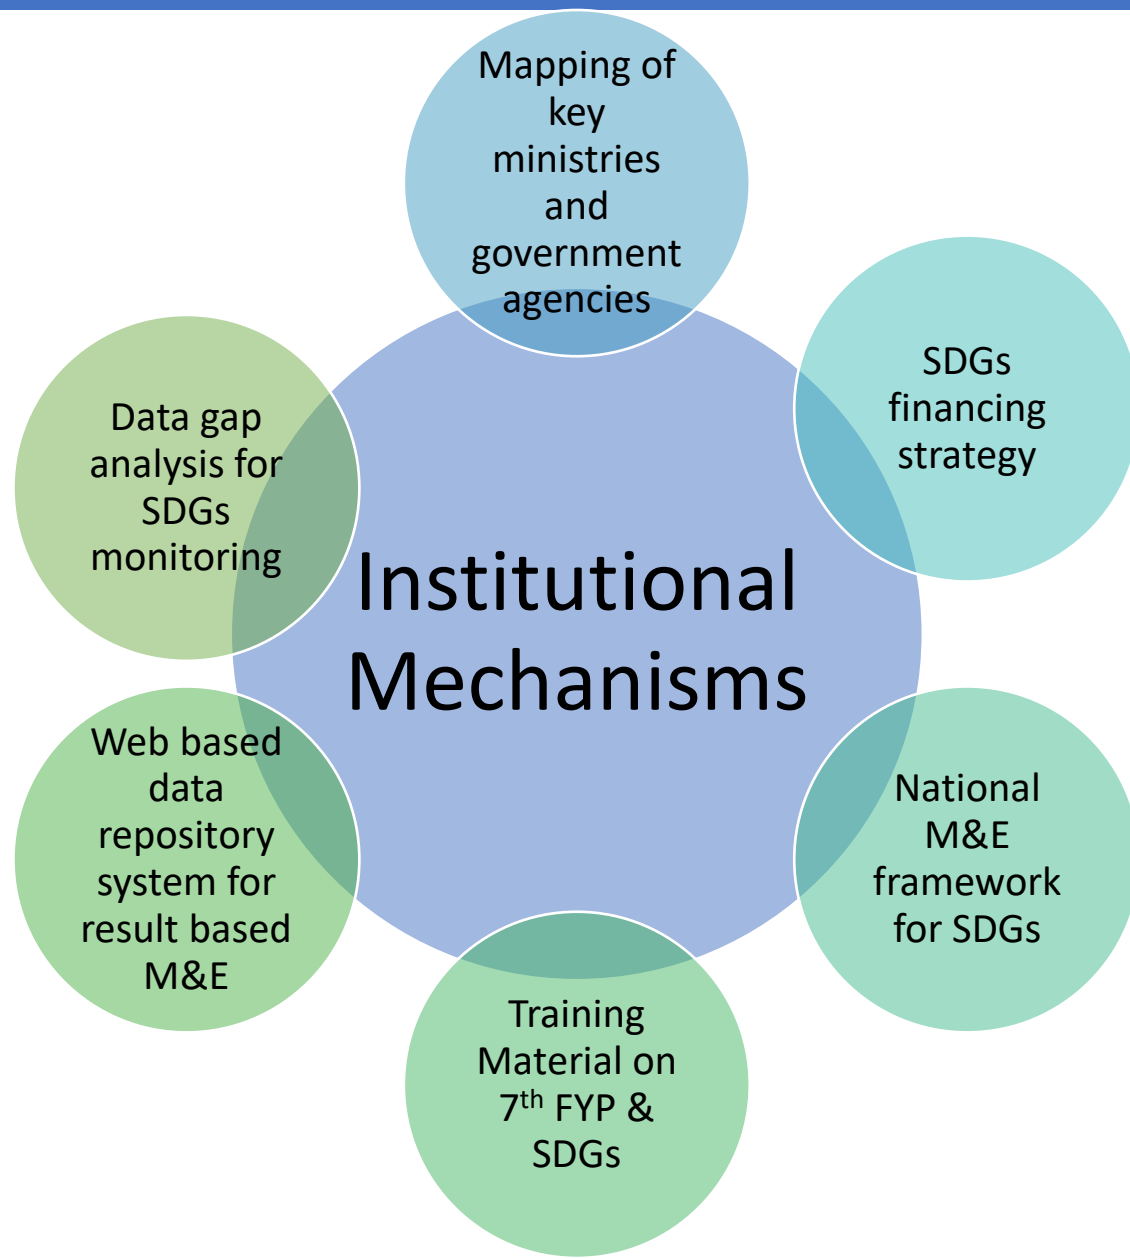 Mapping of
key
ministries
and
government
agencies
SDGs
financing
strategy
National
M&E
framework
for SDGs
Training
Material on
7th FYP &
SDGs
Web based
data
repository
system for
result based
M&E
Data gap
analysis for
SDGs
monitoring
Institutional
Mechanisms